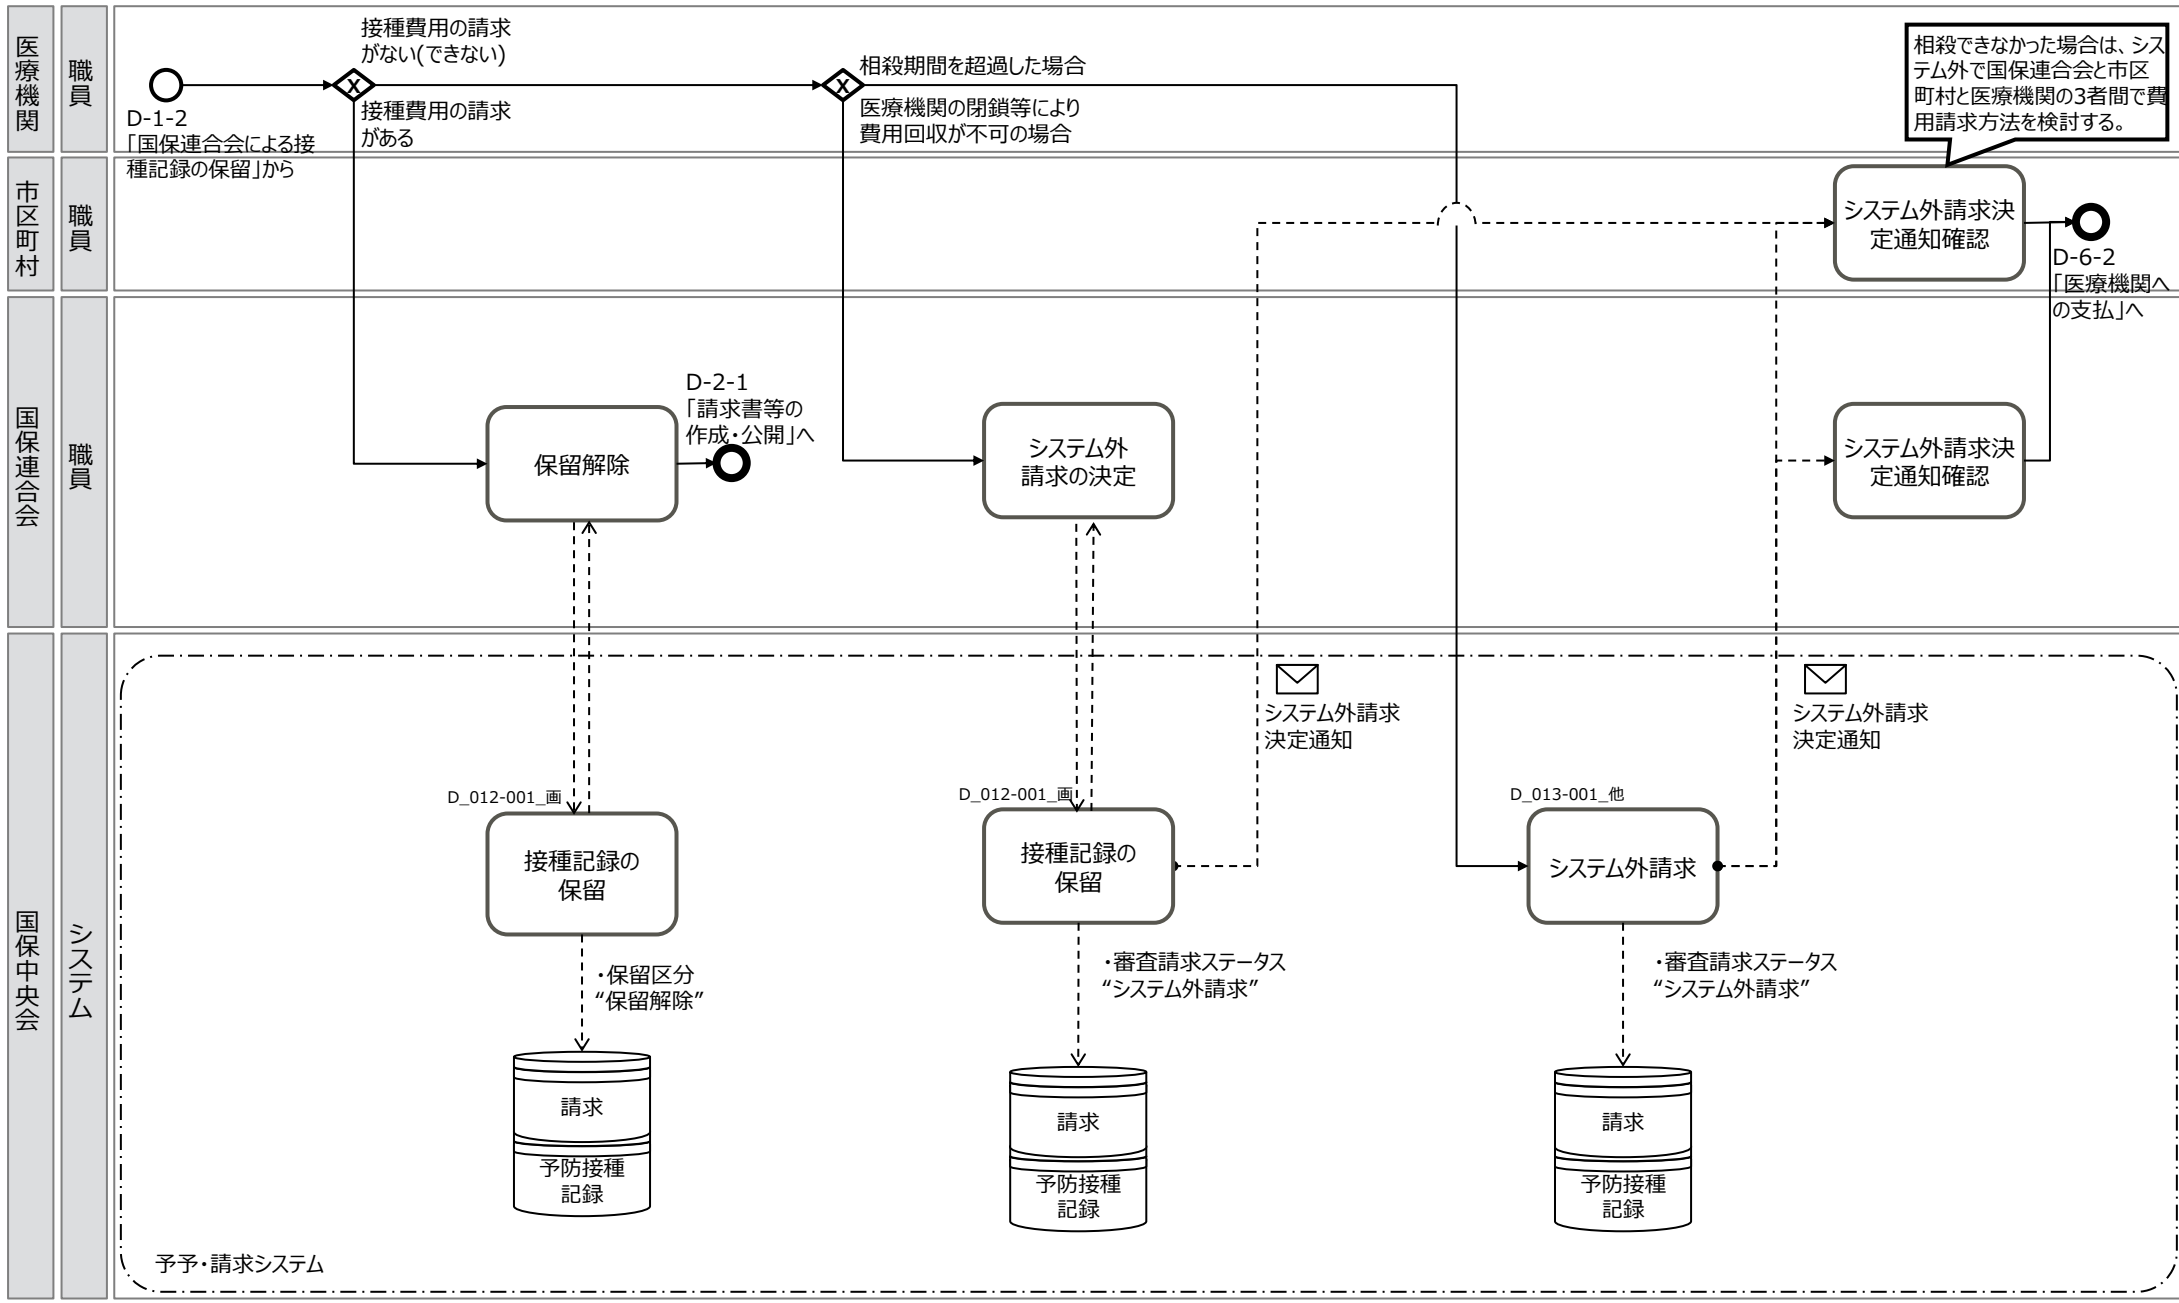 医療機関
職員
接種費用の請求
がない(できない)
X
接種費用の請求
がある
D-1-2
「国保連合会による接
種記録の保留」から
X
相殺期間を超過した場合
医療機関の閉鎖等により
費用回収が不可の場合
相殺できなかった場合は、シス
テム外で国保連合会と市区
町村と医療機関の3者間で費
用請求方法を検討する。
市区町村
職員
システム外請求決
定通知確認
D-6-2
「医療機関へ
の支払」へ
国保連合会
職員
保留解除
D-2-1
「請求書等の
作成・公開」へ
システム外
請求の決定
システム外請求決
定通知確認
国保中央会
システム
システム外請求
決定通知
システム外請求
決定通知
D_012-001_画
接種記録の
保留
D_012-001_画
接種記録の
保留
D_013-001_他
システム外請求
・保留区分
“保留解除”
・審査請求ステータス
“システム外請求”
・審査請求ステータス
“システム外請求”
請求
予防接種
記録
請求
予防接種
記録
請求
予防接種
記録
予予・請求システム